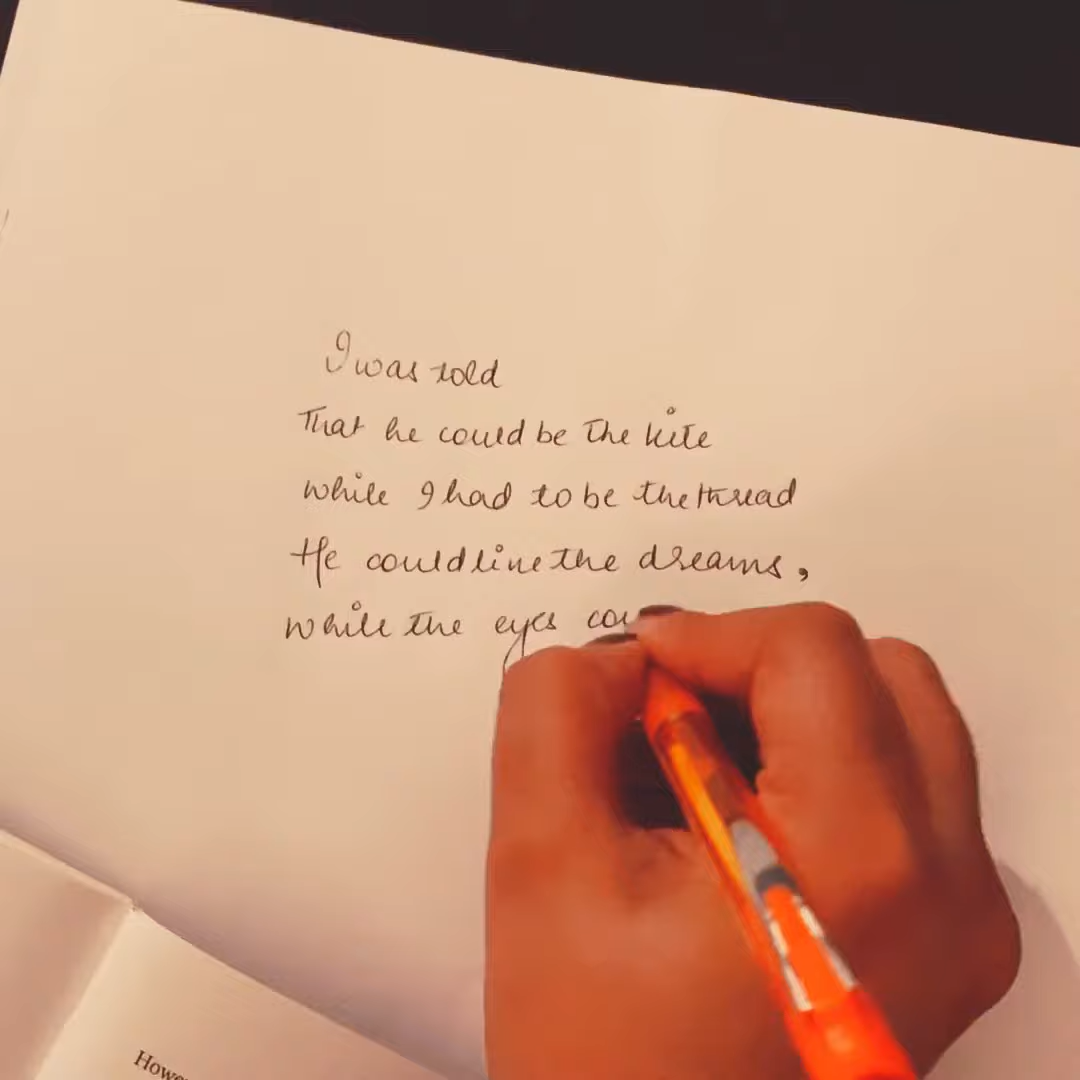 I was told
That he could be the kite
while I had to be the thread
He could live the dreams,
while the eyes
Howe